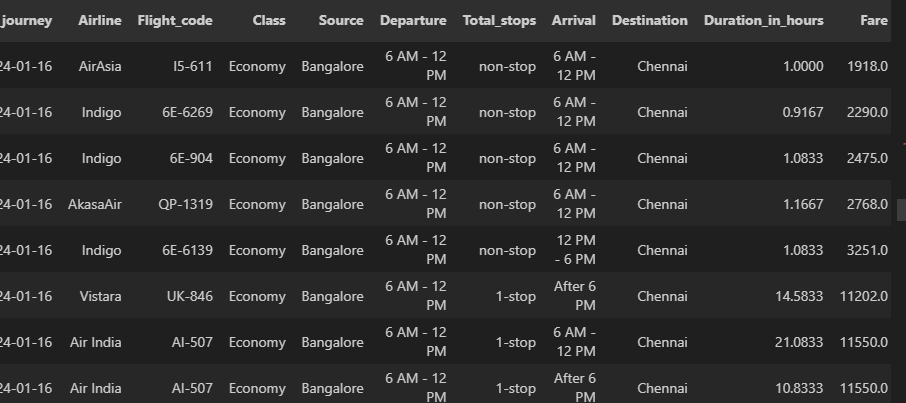 journey Airline Flight_code Class Source Departure Total_stops Arrival Destination Duration_in_hours Fare
24-01-16 AirAsia I5-611 Economy Bangalore 6 AM - 12 PM non-stop 6 AM - 12 PM Chennai 1.0000 1918.0
24-01-16 Indigo 6E-6269 Economy Bangalore 6 AM - 12 PM non-stop 6 AM - 12 PM Chennai 0.9167 2290.0
24-01-16 Indigo 6E-904 Economy Bangalore 6 AM - 12 PM non-stop 6 AM - 12 PM Chennai 1.0833 2475.0
24-01-16 AkasaAir QP-1319 Economy Bangalore 6 AM - 12 PM non-stop 6 AM - 12 PM Chennai 1.1667 2768.0
24-01-16 Indigo 6E-6139 Economy Bangalore 6 AM - 12 PM non-stop 12 PM - 6 PM Chennai 1.0833 3251.0
24-01-16 Vistara UK-846 Economy Bangalore 6 AM - 12 PM 1-stop After 6 PM Chennai 14.5833 11202.0
24-01-16 Air India AI-507 Economy Bangalore 6 AM - 12 PM 1-stop 6 AM - 12 PM Chennai 21.0833 11550.0
24-01-16 Air India AI-507 Economy Bangalore 6 AM - 12 PM 1-stop After 6 PM Chennai 10.8333 11550.0